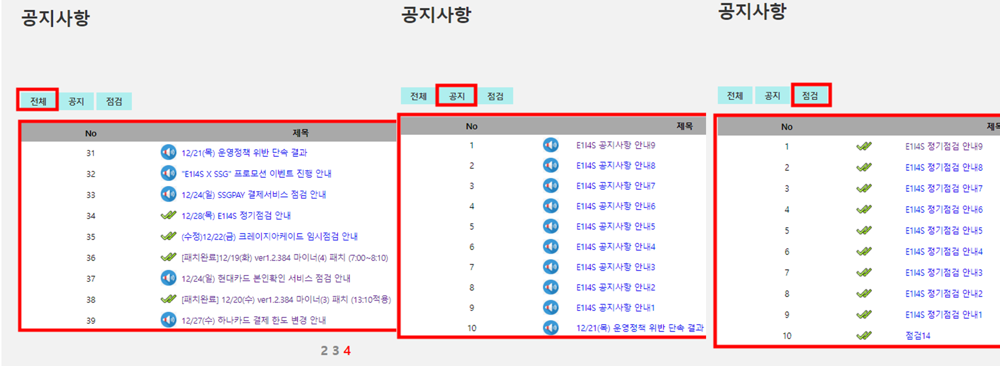 공지사항
전체 공지 점검
No 제목
31 12/21(목) 운영정책 위반 단속 결과
32 "E1I4S X SSG" 프로모션 이벤트 진행 안내
33 12/24(일) SSGPAY 결제서비스 점검 안내
34 12/28(목) E1I4S 정기점검 안내
35 (수정)12/22(금) 크레이지아케이드 임시점검 안내
36 [패치완료]12/19(화) ver1.2.384 마이너(4) 패치 (7:00~8:10)
37 12/24(일) 현대카드 본인확인 서비스 점검 안내
38 [패치완료] 12/20(수) ver1.2.384 마이너(3) 패치 (13:10적용)
39 12/27(수) 하나카드 결제 한도 변경 안내
2 3 4
공지사항
전체 공지 점검
No 제목
1 E1I4S 공지사항 안내9
2 E1I4S 공지사항 안내8
3 E1I4S 공지사항 안내7
4 E1I4S 공지사항 안내6
5 E1I4S 공지사항 안내5
6 E1I4S 공지사항 안내4
7 E1I4S 공지사항 안내3
8 E1I4S 공지사항 안내2
9 E1I4S 공지사항 안내1
10 12/21(목) 운영정책 위반 단속 결과
공지사항
전체 공지 점검
No 제목
1 E1I4S 정기점검 안내9
2 E1I4S 정기점검 안내8
3 E1I4S 정기점검 안내7
4 E1I4S 정기점검 안내6
5 E1I4S 정기점검 안내5
6 E1I4S 정기점검 안내4
7 E1I4S 정기점검 안내3
8 E1I4S 정기점검 안내2
9 E1I4S 정기점검 안내1
10 점검14